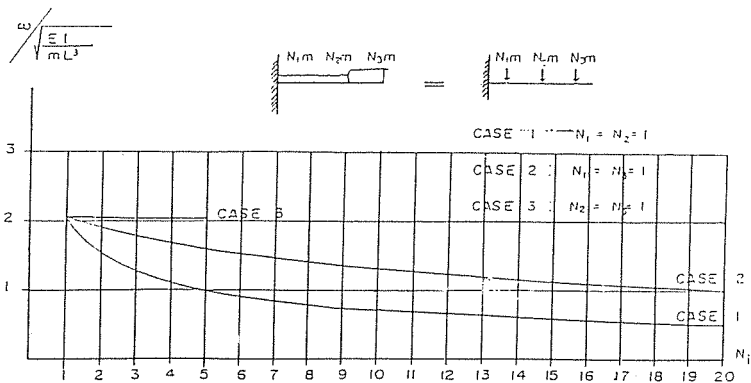 ω
√ E I
m L³
N₁m N₂m N₃m
N₁m N₂m N₃m
=
CASE 1 N₁ = N₂ = 1
CASE 2 : N₁ = N₃ = 1
CASE 3 : N₂ = N₃ = 1
3
2
1
CASE 3
CASE 2
CASE 1
Nᵢ
1 2 3 4 5 6 7 8 9 10 11 12 13 14 15 16 17 18 19 20